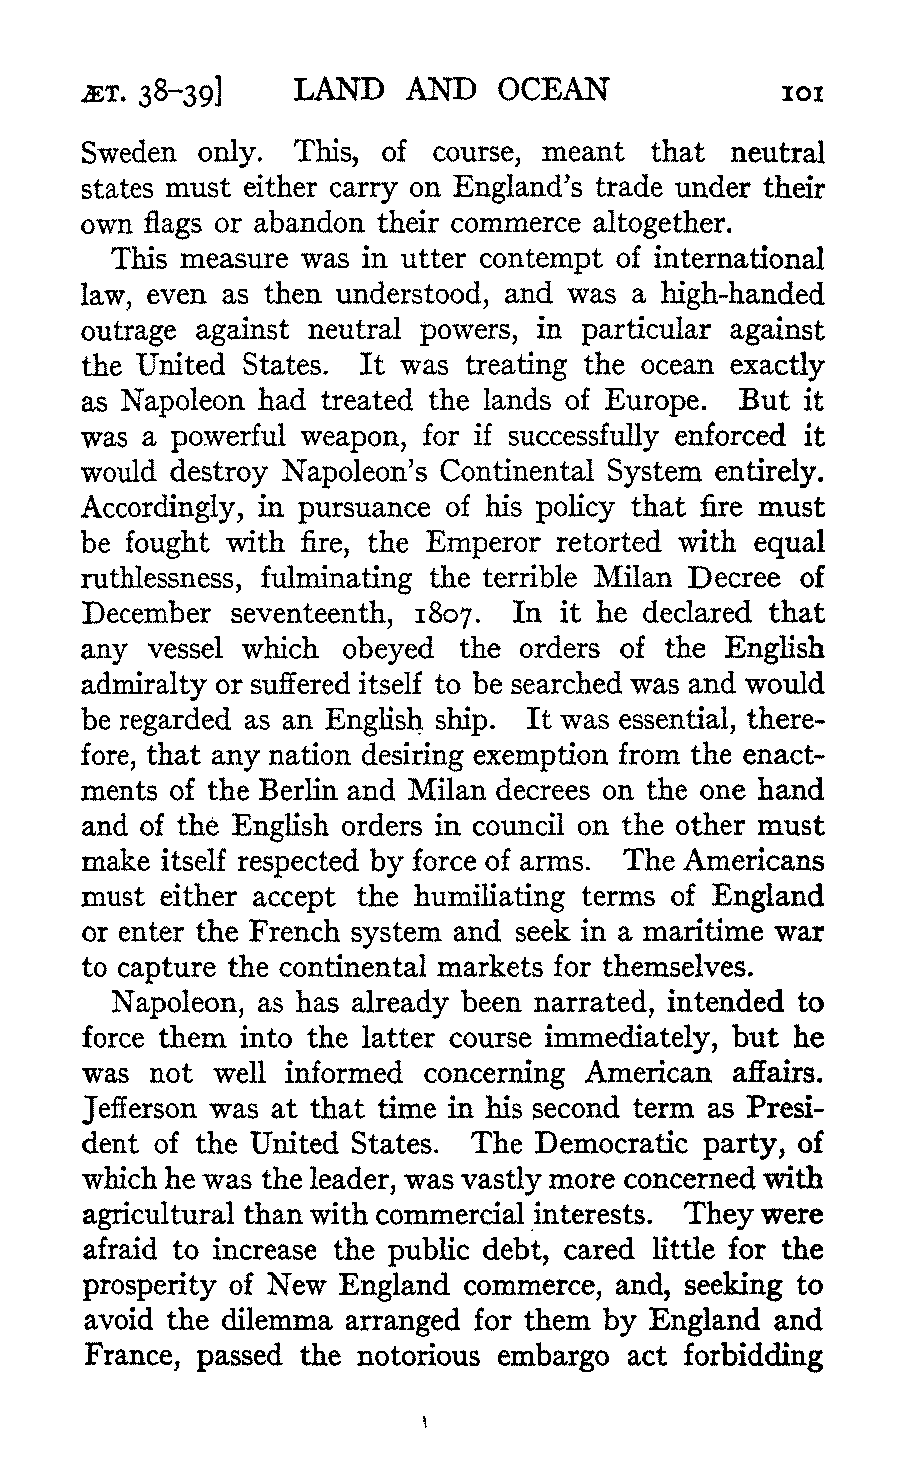 ÆT. 38–39] LAND AND OCEAN 101
Sweden only. This, of course, meant that neutral
states must either carry on England's trade under their
own flags or abandon their commerce altogether.
This measure was in utter contempt of international
law, even as then understood, and was a high-handed
outrage against neutral powers, in particular against
the United States. It was treating the ocean exactly
as Napoleon had treated the lands of Europe. But it
was a powerful weapon, for if successfully enforced it
would destroy Napoleon's Continental System entirely.
Accordingly, in pursuance of his policy that fire must
be fought with fire, the Emperor retorted with equal
ruthlessness, fulminating the terrible Milan Decree of
December seventeenth, 1807. In it he declared that
any vessel which obeyed the orders of the English
admiralty or suffered itself to be searched was and would
be regarded as an English ship. It was essential, there-
fore, that any nation desiring exemption from the enact-
ments of the Berlin and Milan decrees on the one hand
and of the English orders in council on the other must
make itself respected by force of arms. The Americans
must either accept the humiliating terms of England
or enter the French system and seek in a maritime war
to capture the continental markets for themselves.
Napoleon, as has already been narrated, intended to
force them into the latter course immediately, but he
was not well informed concerning American affairs.
Jefferson was at that time in his second term as Presi-
dent of the United States. The Democratic party, of
which he was the leader, was vastly more concerned with
agricultural than with commercial interests. They were
afraid to increase the public debt, cared little for the
prosperity of New England commerce, and, seeking to
avoid the dilemma arranged for them by England and
France, passed the notorious embargo act forbidding